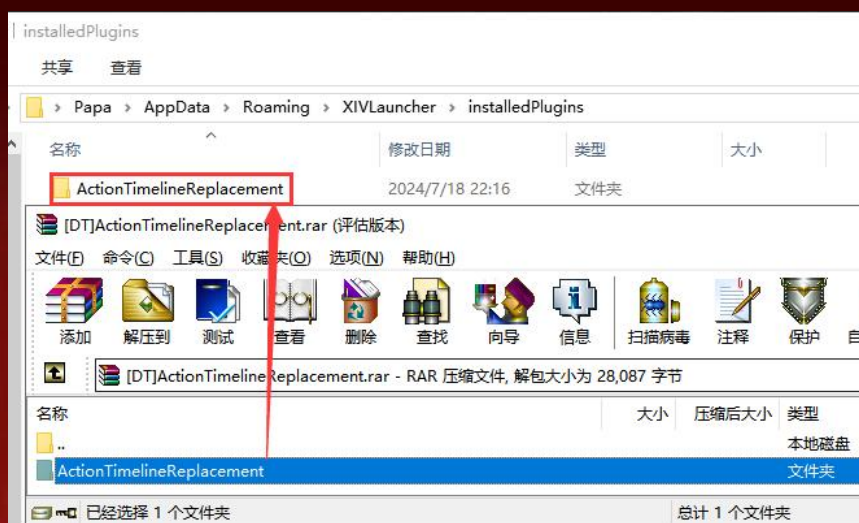 installedPlugins
共享 查看
Papa > AppData > Roaming > XIVLauncher > installedPlugins
名称 修改日期 类型 大小
ActionTimelineReplacement 2024/7/18 22:16 文件夹
[DT]ActionTimelineReplacement.rar (评估版本)
文件(F) 命令(C) 工具(S) 收藏夹(O) 选项(N) 帮助(H)
添加 解压到 测试 查看 删除 查找 向导 信息 扫描病毒 注释 保护 自
[DT]ActionTimelineReplacement.rar - RAR 压缩文件, 解包大小为 28,087 字节
名称 大小 压缩后大小 类型
.. 本地磁盘
ActionTimelineReplacement 文件夹
已经选择 1 个文件夹 总计 1 个文件夹